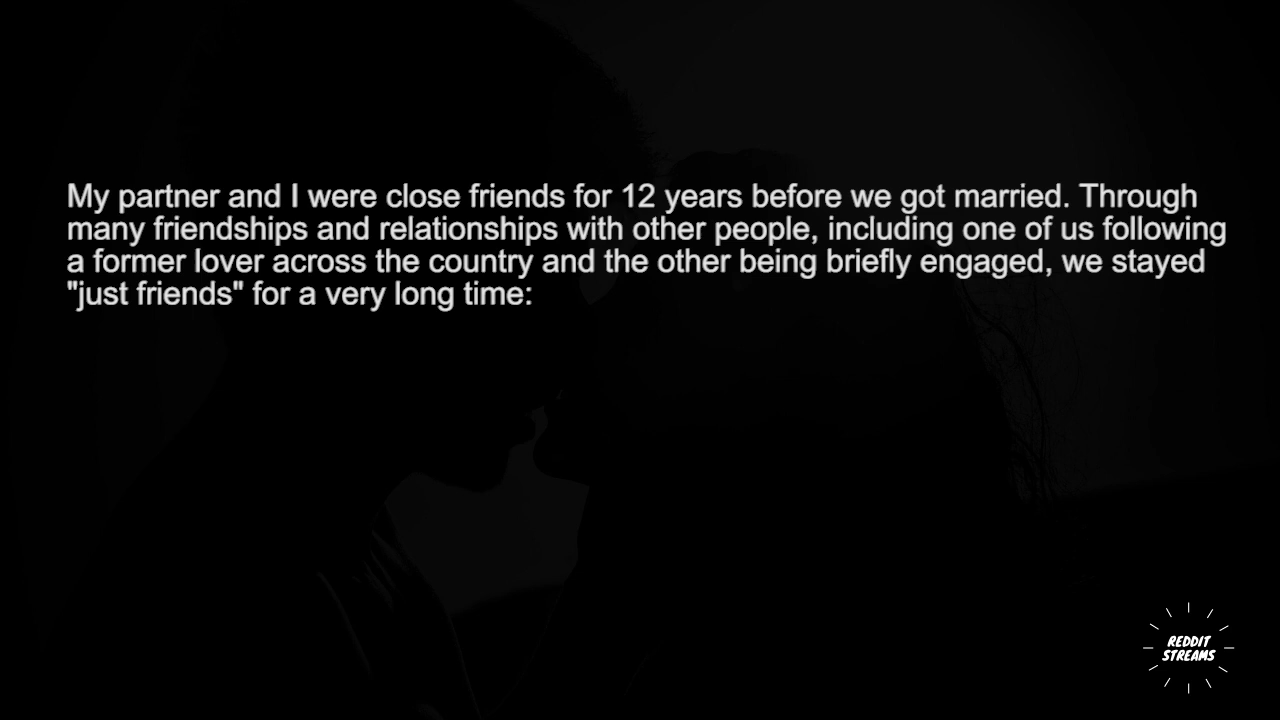 My partner and I were close friends for 12 years before we got married. Through
many friendships and relationships with other people, including one of us following
a former lover across the country and the other being briefly engaged, we stayed
"just friends" for a very long time:
REDDIT
STREAMS